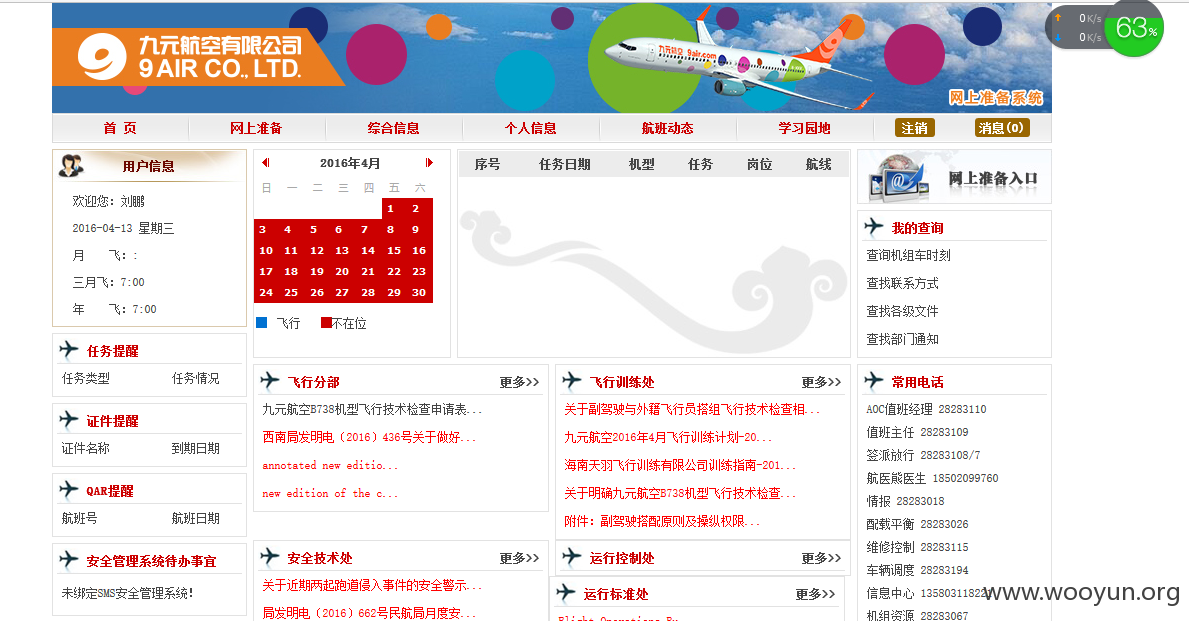 九元航空有限公司
9 AIR CO., LTD.
九元航空 9air.com
网上准备系统
0K/s
0K/s
63%
首 页
网上准备
综合信息
个人信息
航班动态
学习园地
注销
消息(0)
用户信息
欢迎您：刘鹏
2016-04-13 星期三
月 飞：:
三月飞：7:00
年 飞：7:00
2016年4月
日 一 二 三 四 五 六
1 2
3 4 5 6 7 8 9
10 11 12 13 14 15 16
17 18 19 20 21 22 23
24 25 26 27 28 29 30
飞行 不在位
序号 任务日期 机型 任务 岗位 航线
网上准备入口
我的查询
查询机组车时刻
查找联系方式
查找各级文件
查找部门通知
任务提醒
任务类型 任务情况
证件提醒
证件名称 到期日期
QAR提醒
航班号 航班日期
安全管理系统待办事宜
未绑定SMS安全管理系统！
飞行分部 更多>>
九元航空B738机型飞行技术检查申请表...
西南局发明电（2016）436号关于做好...
annotated new editio...
new edition of the c...
飞行训练处 更多>>
关于副驾驶与外籍飞行员搭组飞行技术检查相...
九元航空2016年4月飞行训练计划-20...
海南天羽飞行训练有限公司训练指南-201...
关于明确九元航空B738机型飞行技术检查...
附件：副驾驶搭配原则及操纵权限...
安全技术处 更多>>
关于近期两起跑道侵入事件的安全警示...
局发明电（2016）662号民航局月度安...
运行控制处 更多>>
运行标准处 更多>>
常用电话
AOC值班经理 28283110
值班主任 28283109
签派放行 28283108/7
航医熊医生 18502099760
情报 28283018
配载平衡 28283026
维修控制 28283115
车辆调度 28283194
信息中心
机组资源 28283067
www.wooyun.org